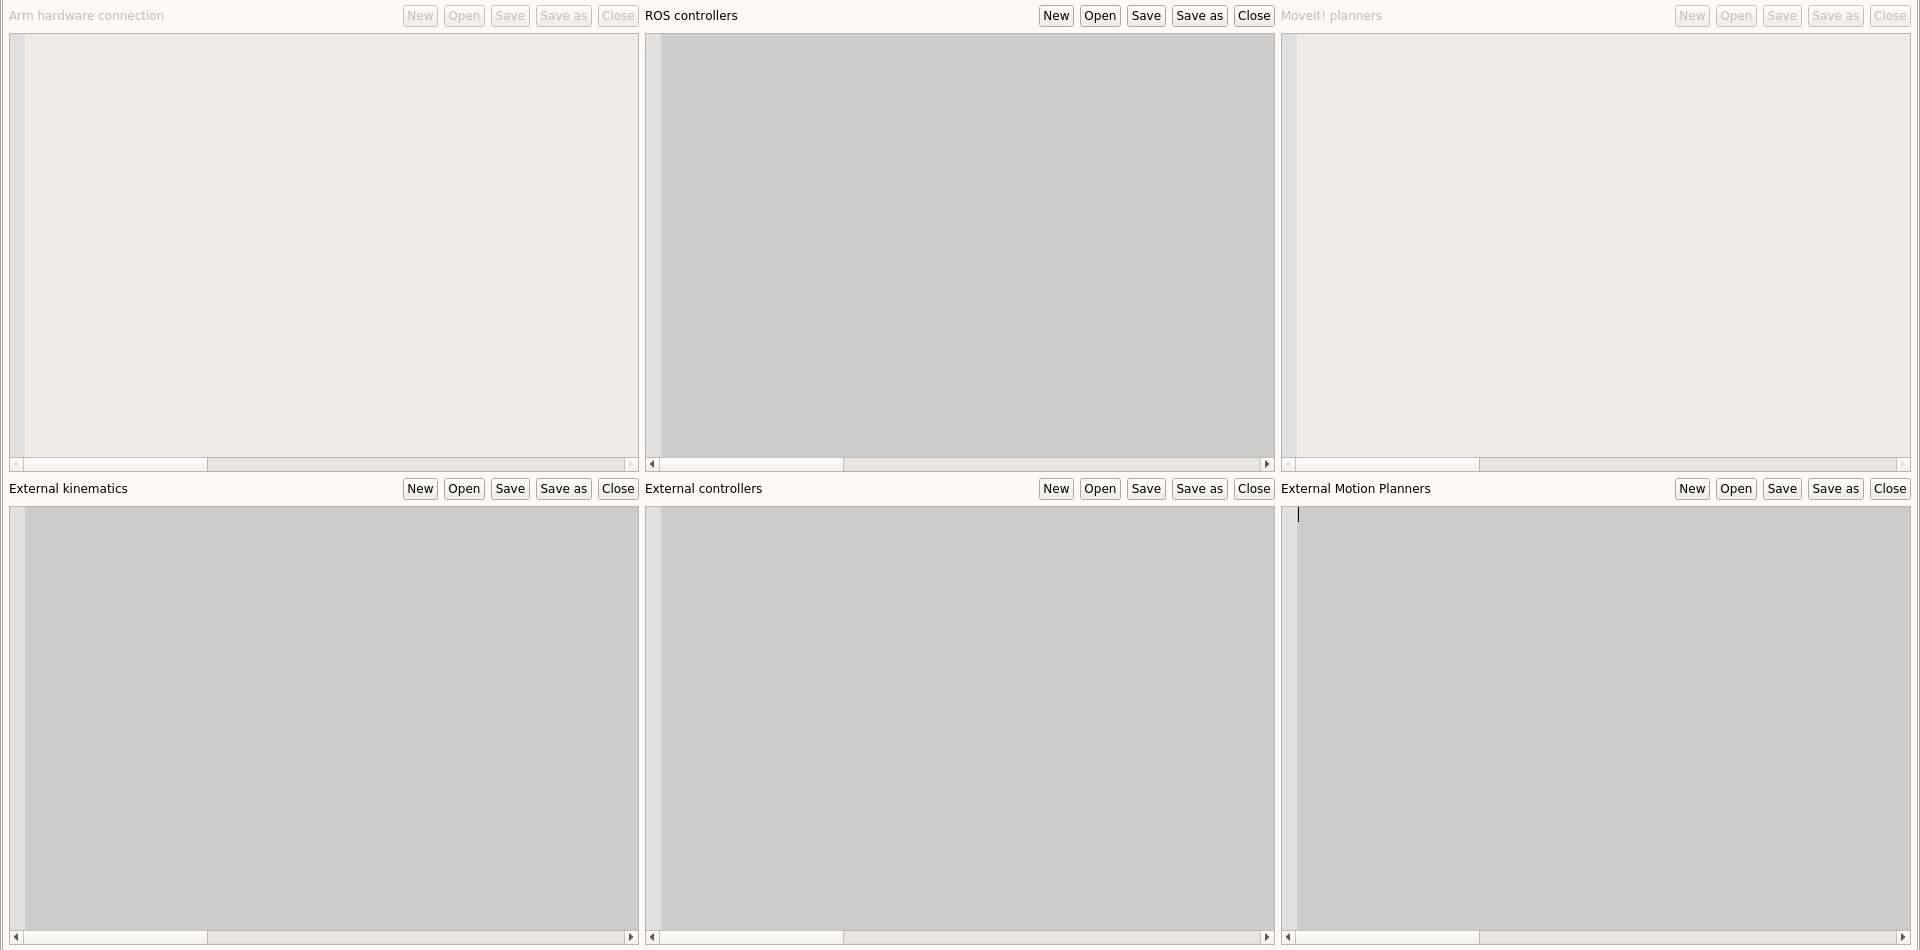 Arm hardware connection New Open Save Save as Close
ROS controllers New Open Save Save as Close
MoveIt! planners New Open Save Save as Close
External kinematics New Open Save Save as Close
External controllers New Open Save Save as Close
External Motion Planners New Open Save Save as Close